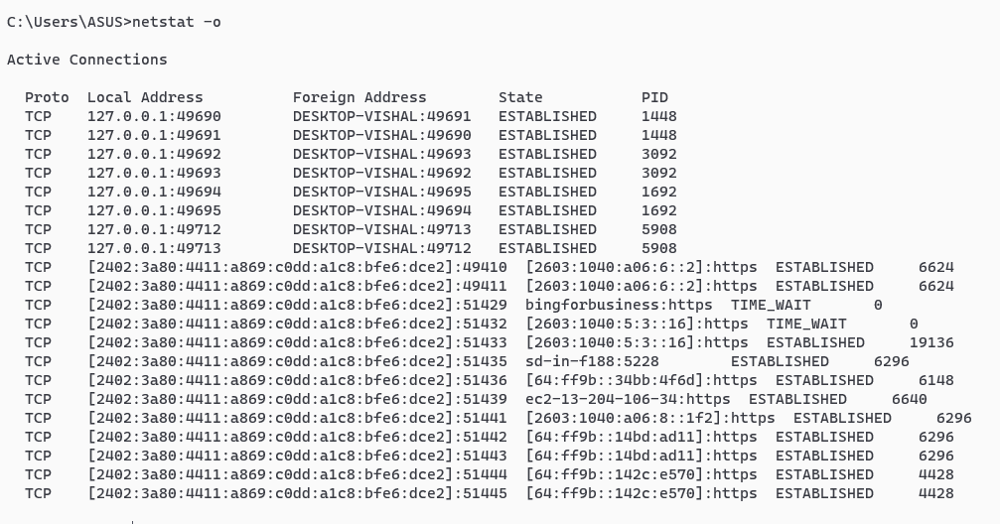 C:\Users\ASUS>netstat -o
Active Connections
Proto Local Address Foreign Address State PID
TCP 127.0.0.1:49690 DESKTOP-VISHAL:49691 ESTABLISHED 1448
TCP 127.0.0.1:49691 DESKTOP-VISHAL:49690 ESTABLISHED 1448
TCP 127.0.0.1:49692 DESKTOP-VISHAL:49693 ESTABLISHED 3092
TCP 127.0.0.1:49693 DESKTOP-VISHAL:49692 ESTABLISHED 3092
TCP 127.0.0.1:49694 DESKTOP-VISHAL:49695 ESTABLISHED 1692
TCP 127.0.0.1:49695 DESKTOP-VISHAL:49694 ESTABLISHED 1692
TCP 127.0.0.1:49712 DESKTOP-VISHAL:49713 ESTABLISHED 5908
TCP 127.0.0.1:49713 DESKTOP-VISHAL:49712 ESTABLISHED 5908
TCP [2402:3a80:4411:a869:c0dd:a1c8:bfe6:dce2]:49410 [2603:1040:a06:6::2]:https ESTABLISHED 6624
TCP [2402:3a80:4411:a869:c0dd:a1c8:bfe6:dce2]:49411 [2603:1040:a06:6::2]:https ESTABLISHED 6624
TCP [2402:3a80:4411:a869:c0dd:a1c8:bfe6:dce2]:51429 bingforbusiness:https TIME_WAIT 0
TCP [2402:3a80:4411:a869:c0dd:a1c8:bfe6:dce2]:51432 [2603:1040:5:3::16]:https TIME_WAIT 0
TCP [2402:3a80:4411:a869:c0dd:a1c8:bfe6:dce2]:51433 [2603:1040:5:3::16]:https ESTABLISHED 19136
TCP [2402:3a80:4411:a869:c0dd:a1c8:bfe6:dce2]:51435 sd-in-f188:5228 ESTABLISHED 6296
TCP [2402:3a80:4411:a869:c0dd:a1c8:bfe6:dce2]:51436 [64:ff9b::34bb:4f6d]:https ESTABLISHED 6148
TCP [2402:3a80:4411:a869:c0dd:a1c8:bfe6:dce2]:51439 ec2-13-204-106-34:https ESTABLISHED 6640
TCP [2402:3a80:4411:a869:c0dd:a1c8:bfe6:dce2]:51441 [2603:1040:a06:8::1f2]:https ESTABLISHED 6296
TCP [2402:3a80:4411:a869:c0dd:a1c8:bfe6:dce2]:51442 [64:ff9b::14bd:ad11]:https ESTABLISHED 6296
TCP [2402:3a80:4411:a869:c0dd:a1c8:bfe6:dce2]:51443 [64:ff9b::14bd:ad11]:https ESTABLISHED 6296
TCP [2402:3a80:4411:a869:c0dd:a1c8:bfe6:dce2]:51444 [64:ff9b::142c:e570]:https ESTABLISHED 4428
TCP [2402:3a80:4411:a869:c0dd:a1c8:bfe6:dce2]:51445 [64:ff9b::142c:e570]:https ESTABLISHED 4428